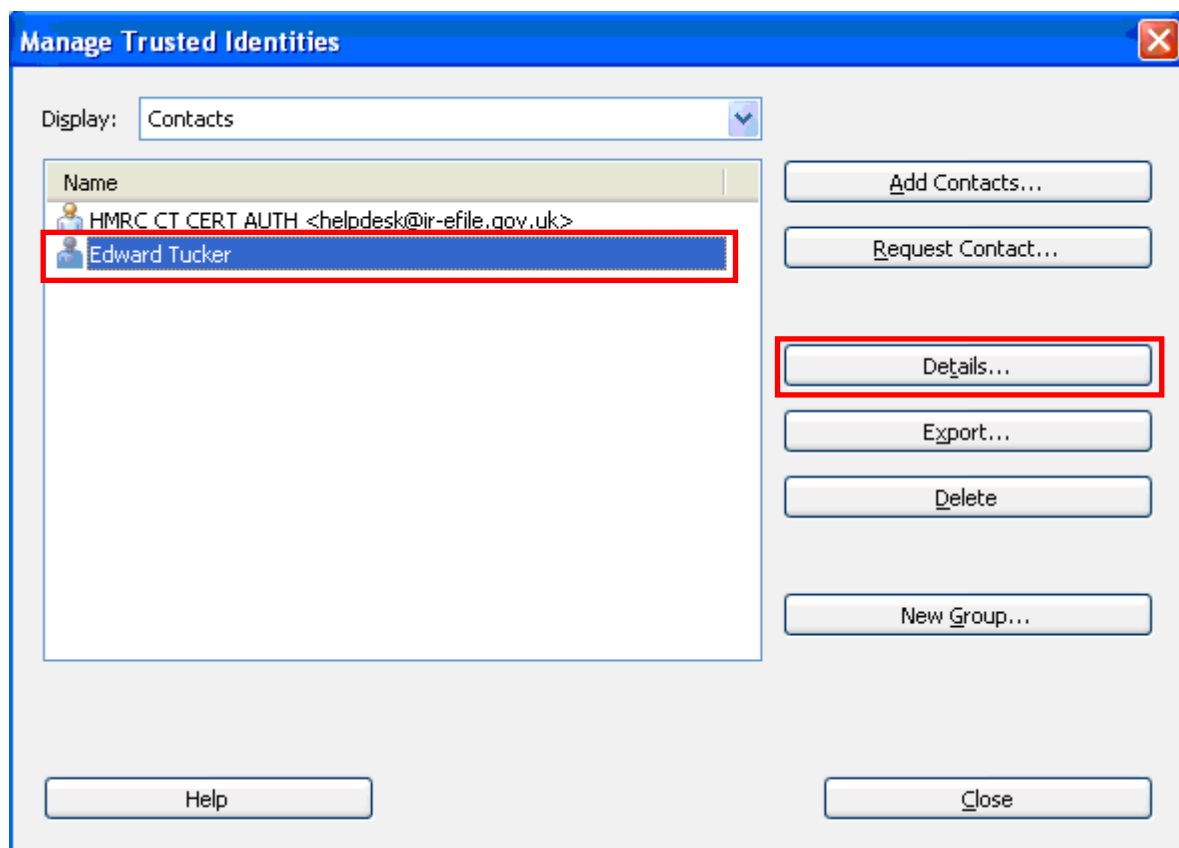 Manage Trusted Identities
Display: Contacts
Name
HMRC CT CERT AUTH <helpdesk@ir-efile.gov.uk>
Edward Tucker
Add Contacts...
Request Contact...
Details...
Export...
Delete
New Group...
Help
Close